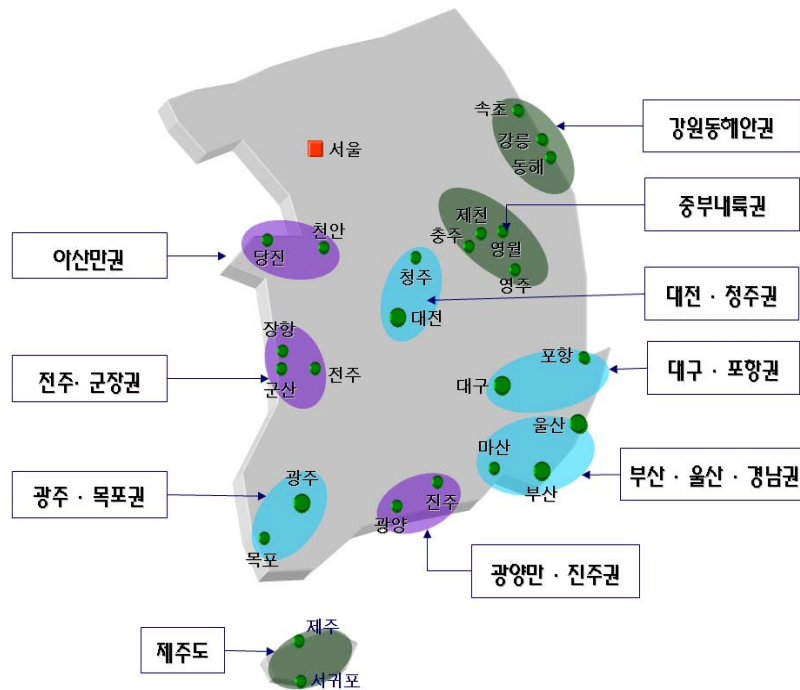 속초
강원동해안권
강릉
동해
서울
제천
중부내륙권
충주
영월
천안
당진
아산만권
영주
청주
대전 · 청주권
대전
장항
포항
대구 · 포항권
전주· 군장권
군산
전주
대구
울산
마산
부산 · 울산 · 경남권
광주
광주 · 목포권
부산
진주
광양
목포
광양만 · 진주권
제주
제주도
서귀포